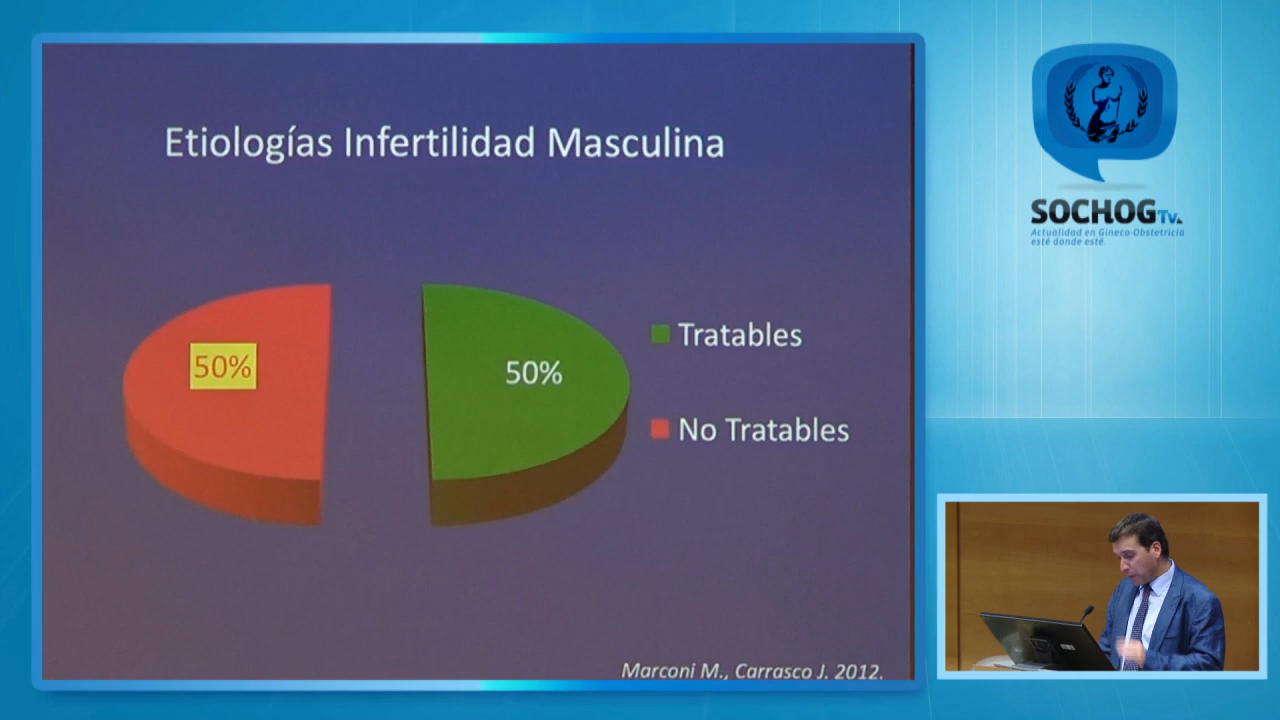 Etiologías Infertilidad Masculina
50%
50%
Tratables
No Tratables
Marconi M., Carrasco J. 2012.
SOCHOG Tv.
Actualidad en Gineco-Obstetricia
esté donde esté.